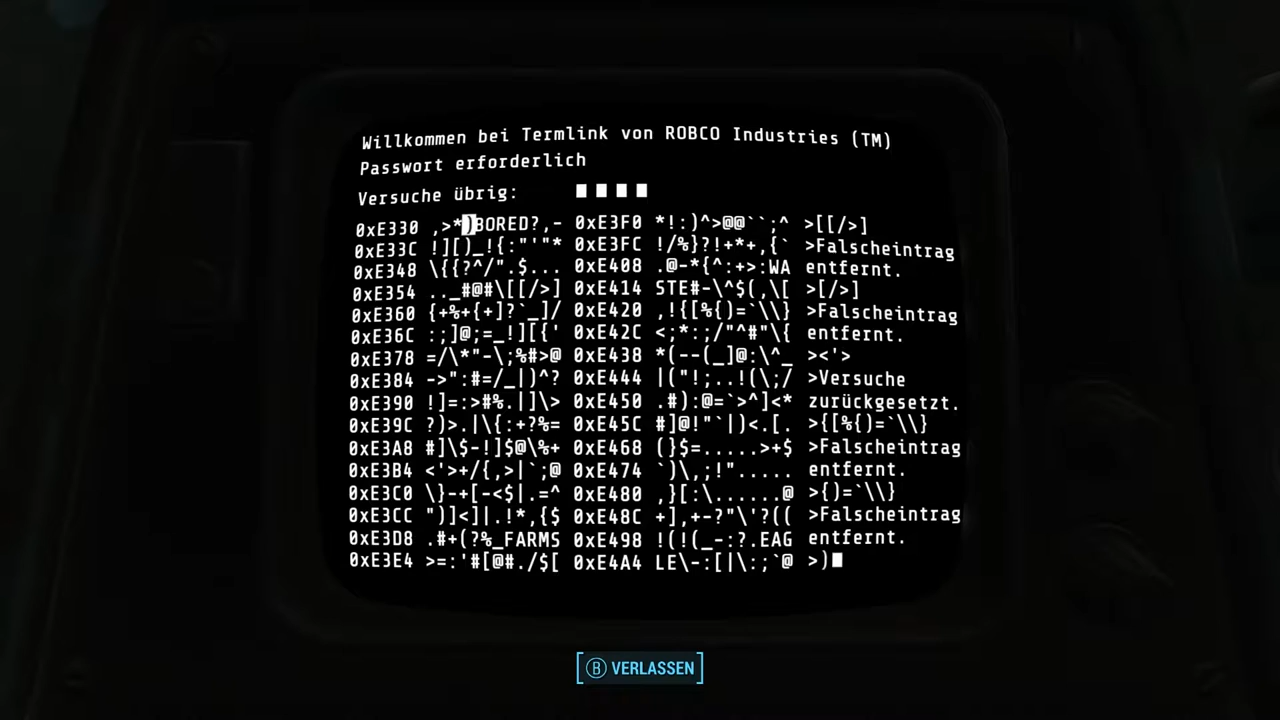 Willkommen bei Termlink von ROBCO Industries (TM)
Passwort erforderlich
Versuche übrig: ■ ■ ■ ■
0xE330 ,>*)BORED?,- 0xE3F0 *!:)^>@@``;^ >[[/>]
0xE33C !][)_!{:"'"* 0xE3FC !/%}?!+*+,{` >Falscheintrag
0xE348 \{{?^/".$... 0xE408 .@-*{^:+>:WA entfernt.
0xE354 .._#@#\[[/>] 0xE414 STE#-\^$(,\[ >[/>]
0xE360 {+%+{+]?`_]/ 0xE420 ,!{[%{)=`\\} >Falscheintrag
0xE36C :;]@;=_!][{' 0xE42C <;*:;/"^#"\{ entfernt.
0xE378 =/\*"-\;%#>@ 0xE438 *(--(_]@:\^_ ><'>
0xE384 ->":#=/_|)^? 0xE444 |("!;..!(\;/ >Versuche
0xE390 !]=:>#%.|]\> 0xE450 .#):@=`>^]<* zurückgesetzt.
0xE39C ?)>.|\{:+?%= 0xE45C #]@!"`|)<.[. >{[%{)=`\\}
0xE3A8 #]\$-!]$@\%+ 0xE468 (}$=.....>+$ >Falscheintrag
0xE3B4 <'>+/{,>|`;@ 0xE474 `)\,;!"..... entfernt.
0xE3C0 \}-+[-<$|.=^ 0xE480 ,}[:\......@ >{)=`\\}
0xE3CC ")]<]|.!*,{$ 0xE48C +],+-?"\'?(( >Falscheintrag
0xE3D8 .#+(?%_FARMS 0xE498 !(!(_-:?.EAG entfernt.
0xE3E4 >=:'#[@#./$[ 0xE4A4 LE\-:[|\:;`@ >)■
Ⓑ VERLASSEN